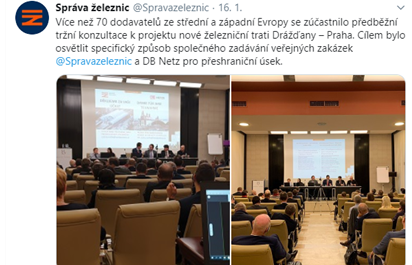 Správa železnic @Spravazeleznic · 16. 1.
Více než 70 dodavatelů ze střední a západní Evropy se zúčastnilo předběžní
tržní konzultace k projektu nové železniční trati Drážďany – Praha. Cílem bylo
osvětlit specifický způsob společného zadávání veřejných zakázek
@Spravazeleznic a DB Netz pro přeshraniční úsek.